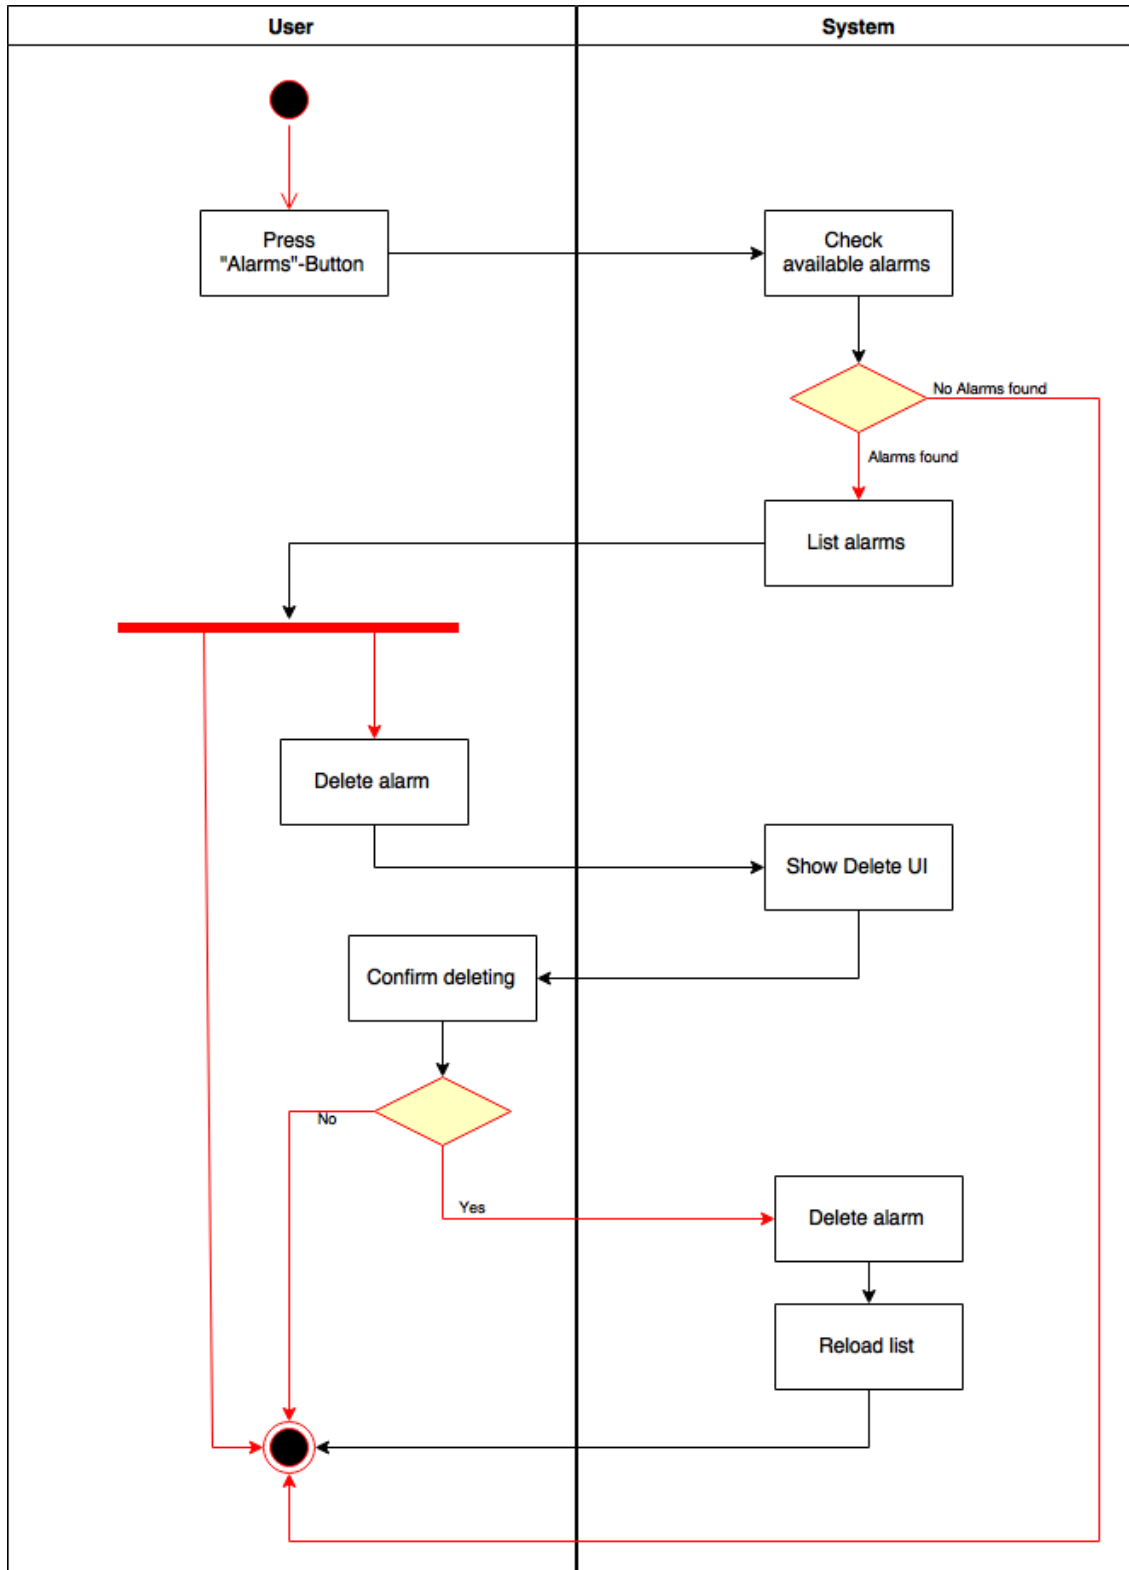 User
System
Press
"Alarms"-Button
Check
available alarms
No Alarms found
Alarms found
List alarms
Delete alarm
Show Delete UI
Confirm deleting
No
Yes
Delete alarm
Reload list